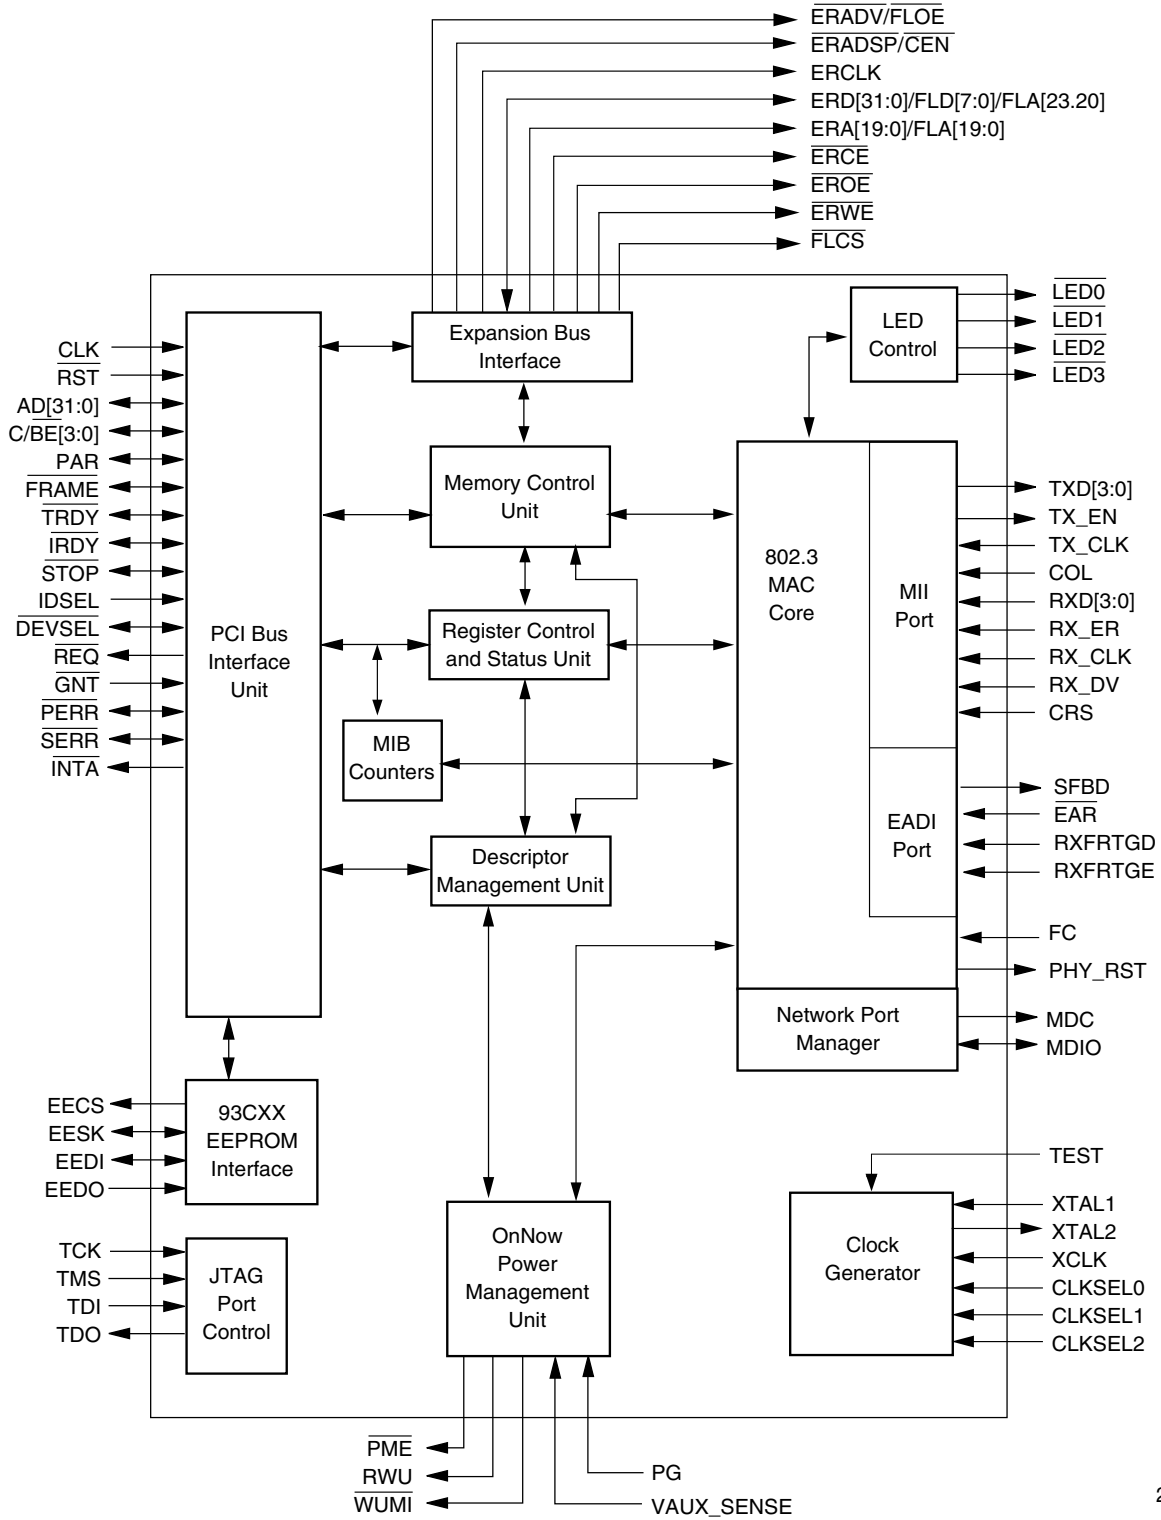 ERADV/FLOE
ERADSP/CEN
ERCLK
ERD[31:0]/FLD[7:0]/FLA[23.20]
ERA[19:0]/FLA[19:0]
ERCE
EROE
ERWE
FLCS
Expansion Bus
Interface
LED
Control
LED0
LED1
LED2
LED3
CLK
RST
AD[31:0]
C/BE[3:0]
PAR
FRAME
TRDY
IRDY
STOP
IDSEL
DEVSEL
REQ
GNT
PERR
SERR
INTA
PCI Bus
Interface
Unit
Memory Control
Unit
Register Control
and Status Unit
MIB
Counters
Descriptor
Management Unit
802.3
MAC
Core
MII
Port
EADI
Port
TXD[3:0]
TX_EN
TX_CLK
COL
RXD[3:0]
RX_ER
RX_CLK
RX_DV
CRS
SFBD
EAR
RXFRTGD
RXFRTGE
FC
PHY_RST
Network Port
Manager
MDC
MDIO
EECS
EESK
EEDI
EEDO
93CXX
EEPROM
Interface
TCK
TMS
TDI
TDO
JTAG
Port
Control
OnNow
Power
Management
Unit
Clock
Generator
TEST
XTAL1
XTAL2
XCLK
CLKSEL0
CLKSEL1
CLKSEL2
PME
RWU
WUMI
PG
VAUX_SENSE
2